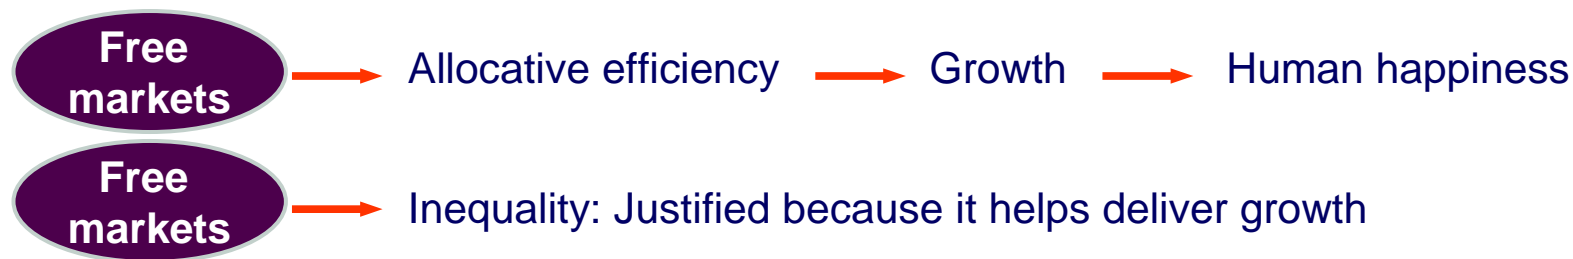 Free
markets
Allocative efficiency
Growth
Human happiness
Free
markets
Inequality: Justified because it helps deliver growth